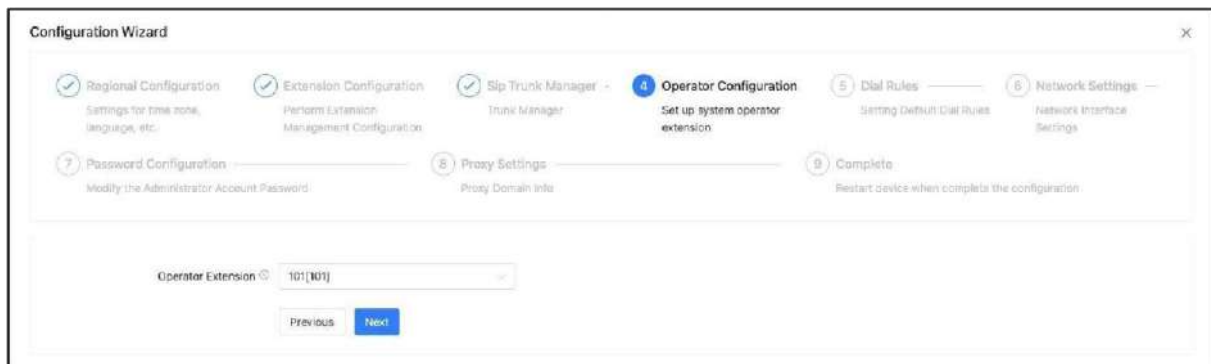 Configuration Wizard
Regional Configuration
Settings for time zone,
language, etc.
Extension Configuration
Perform Extension
Management Configuration
Sip Trunk Manager
Trunk Manager
4 Operator Configuration
Set up system operator
extension
5 Dial Rules
Setting Default Dial Rules
6 Network Settings
Network Interface
Settings
7 Password Configuration
Modify the Administrator Account Password
8 Proxy Settings
Proxy Domain Info
9 Complete
Restart device when complete the configuration
Operator Extension 101[101]
Previous Next